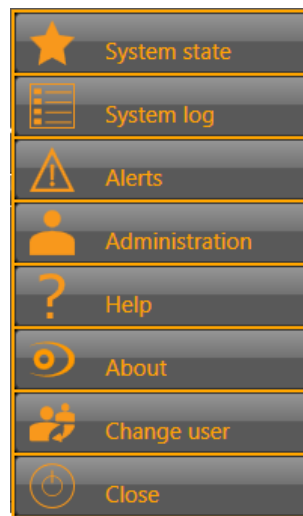 System state
System log
Alerts
Administration
Help
About
Change user
Close